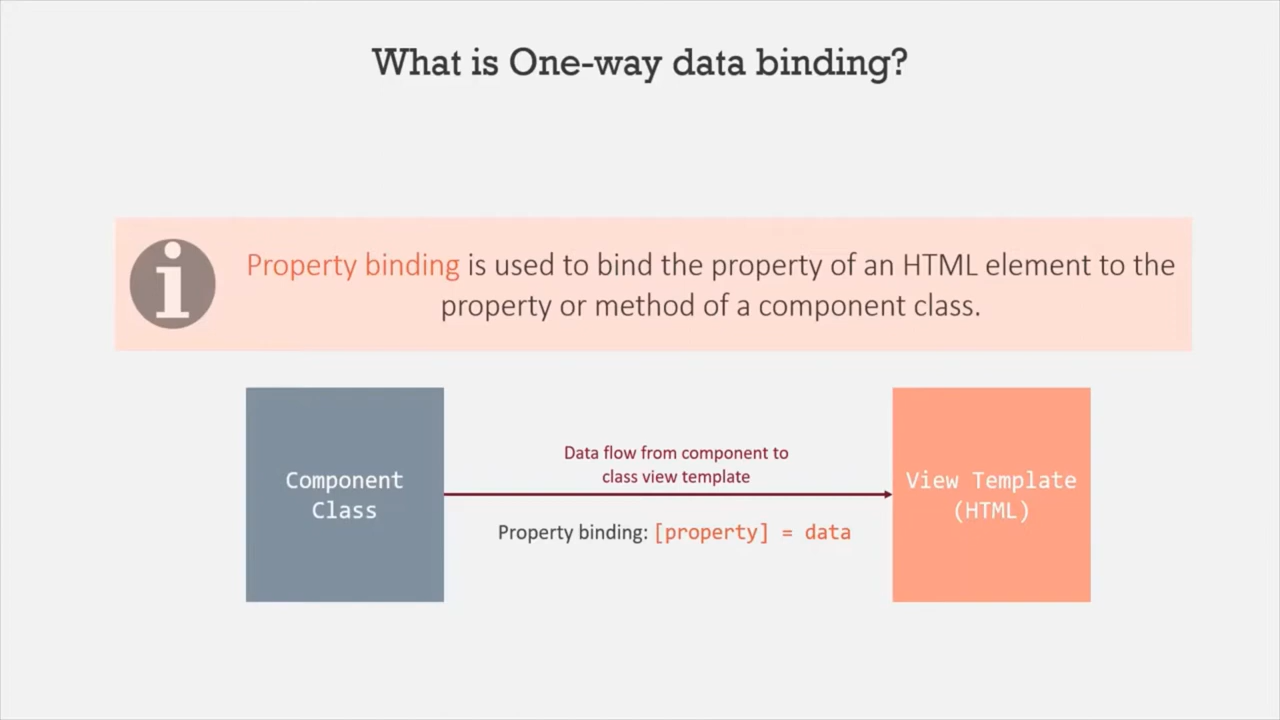 What is One-way data binding?
Property binding is used to bind the property of an HTML element to the
property or method of a component class.
Component
Class
Data flow from component to
class view template
Property binding: [property] = data
View Template
(HTML)